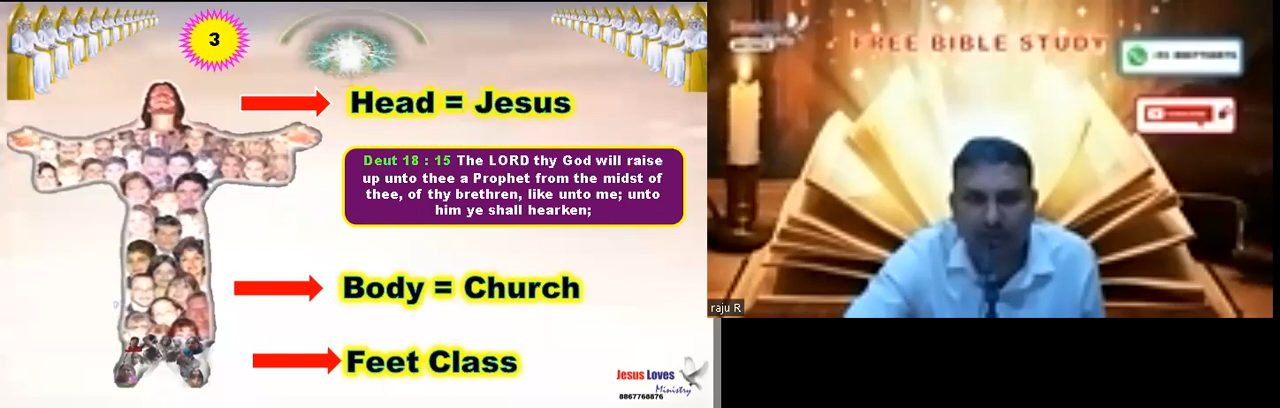 3
Head = Jesus
Deut 18 : 15 The LORD thy God will raise
up unto thee a Prophet from the midst of
thee, of thy brethren, like unto me; unto
him ye shall hearken;
Body = Church
Feet Class
Jesus Loves
Ministry
8867768876
FREE BIBLE STUDY
raju R